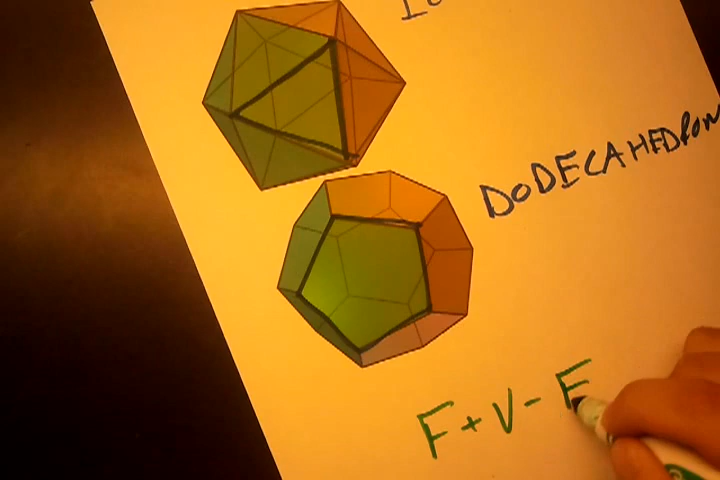 DoDECAHEDRoN
F + V - F